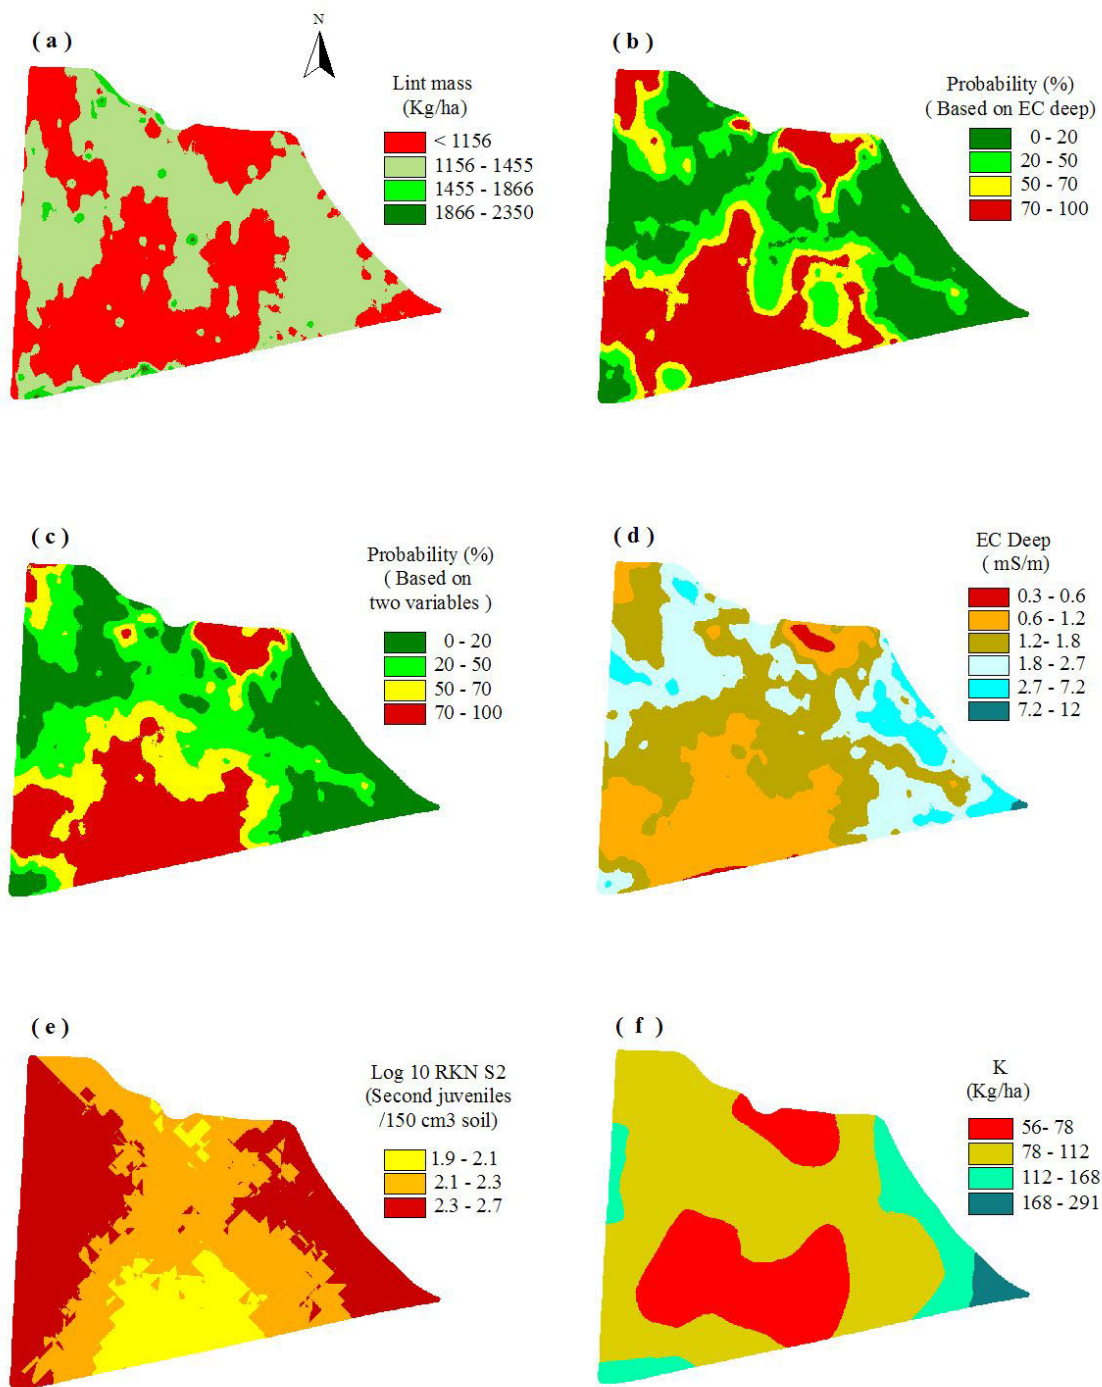 ( a )
N
Lint mass
(Kg/ha)
< 1156
1156 - 1455
1455 - 1866
1866 - 2350
( b )
Probability (%)
( Based on EC deep)
0 - 20
20 - 50
50 - 70
70 - 100
( c )
Probability (%)
( Based on
two variables )
0 - 20
20 - 50
50 - 70
70 - 100
( d )
EC Deep
( mS/m)
0.3 - 0.6
0.6 - 1.2
1.2- 1.8
1.8 - 2.7
2.7 - 7.2
7.2 - 12
( e )
Log 10 RKN S2
(Second juveniles
/150 cm3 soil)
1.9 - 2.1
2.1 - 2.3
2.3 - 2.7
( f )
K
(Kg/ha)
56- 78
78 - 112
112 - 168
168 - 291